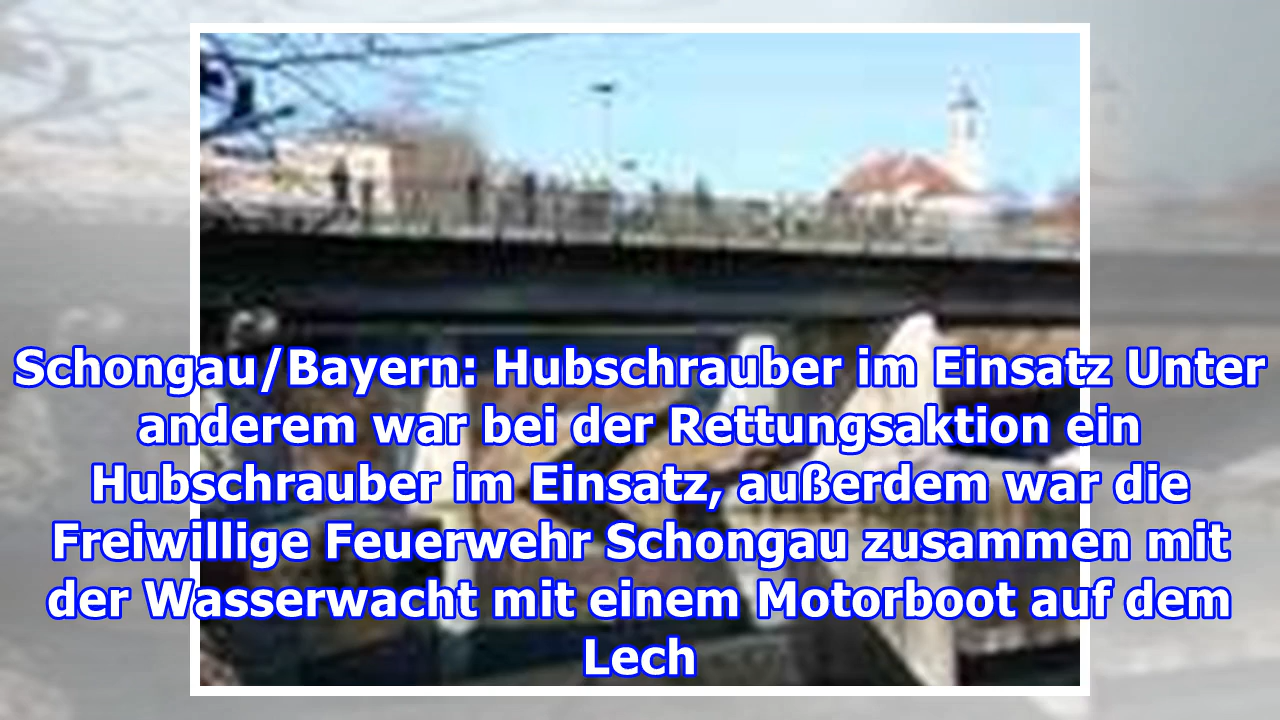 Schongau/Bayern: Hubschrauber im Einsatz Unter
anderem war bei der Rettungsaktion ein
Hubschrauber im Einsatz, außerdem war die
Freiwillige Feuerwehr Schongau zusammen mit
der Wasserwacht mit einem Motorboot auf dem
Lech